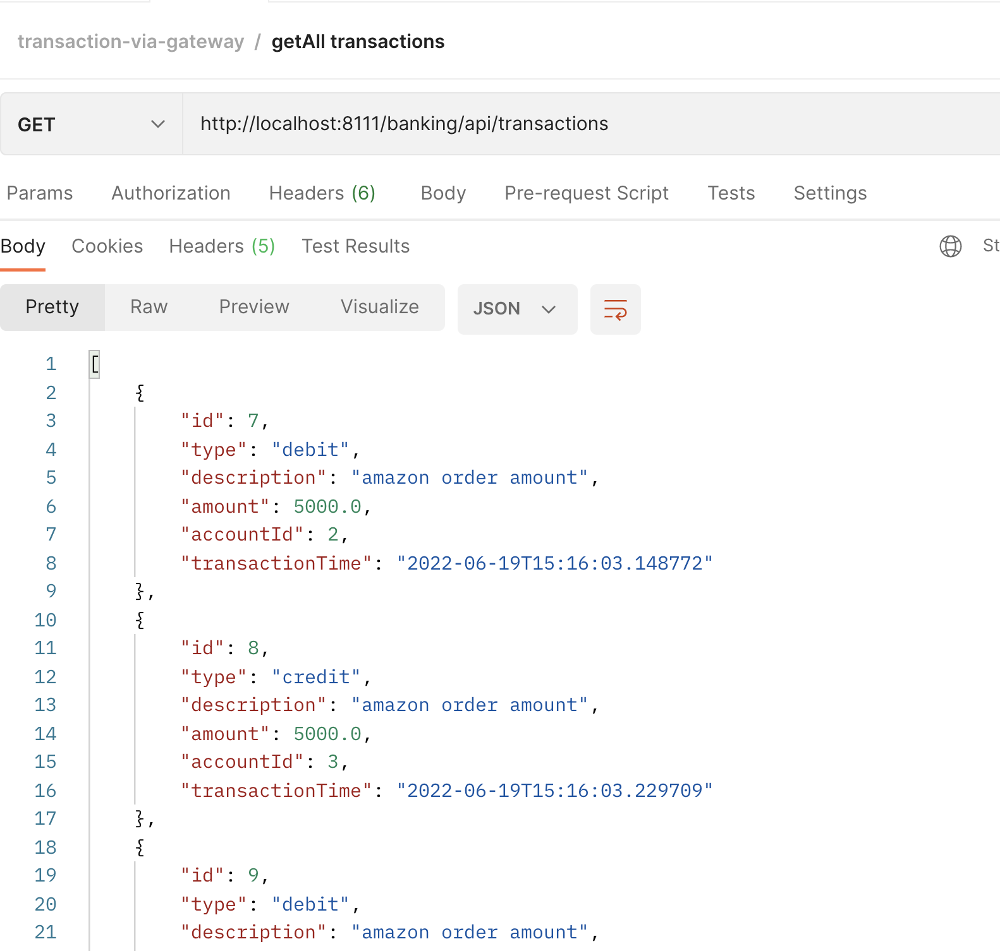 transaction-via-gateway / getAll transactions
GET http://localhost:8111/banking/api/transactions
Params Authorization Headers (6) Body Pre-request Script Tests Settings
Body Cookies Headers (5) Test Results St
Pretty Raw Preview Visualize JSON
1 [
2 {
3 "id": 7,
4 "type": "debit",
5 "description": "amazon order amount",
6 "amount": 5000.0,
7 "accountId": 2,
8 "transactionTime": "2022-06-19T15:16:03.148772"
9 },
10 {
11 "id": 8,
12 "type": "credit",
13 "description": "amazon order amount",
14 "amount": 5000.0,
15 "accountId": 3,
16 "transactionTime": "2022-06-19T15:16:03.229709"
17 },
18 {
19 "id": 9,
20 "type": "debit",
21 "description": "amazon order amount",